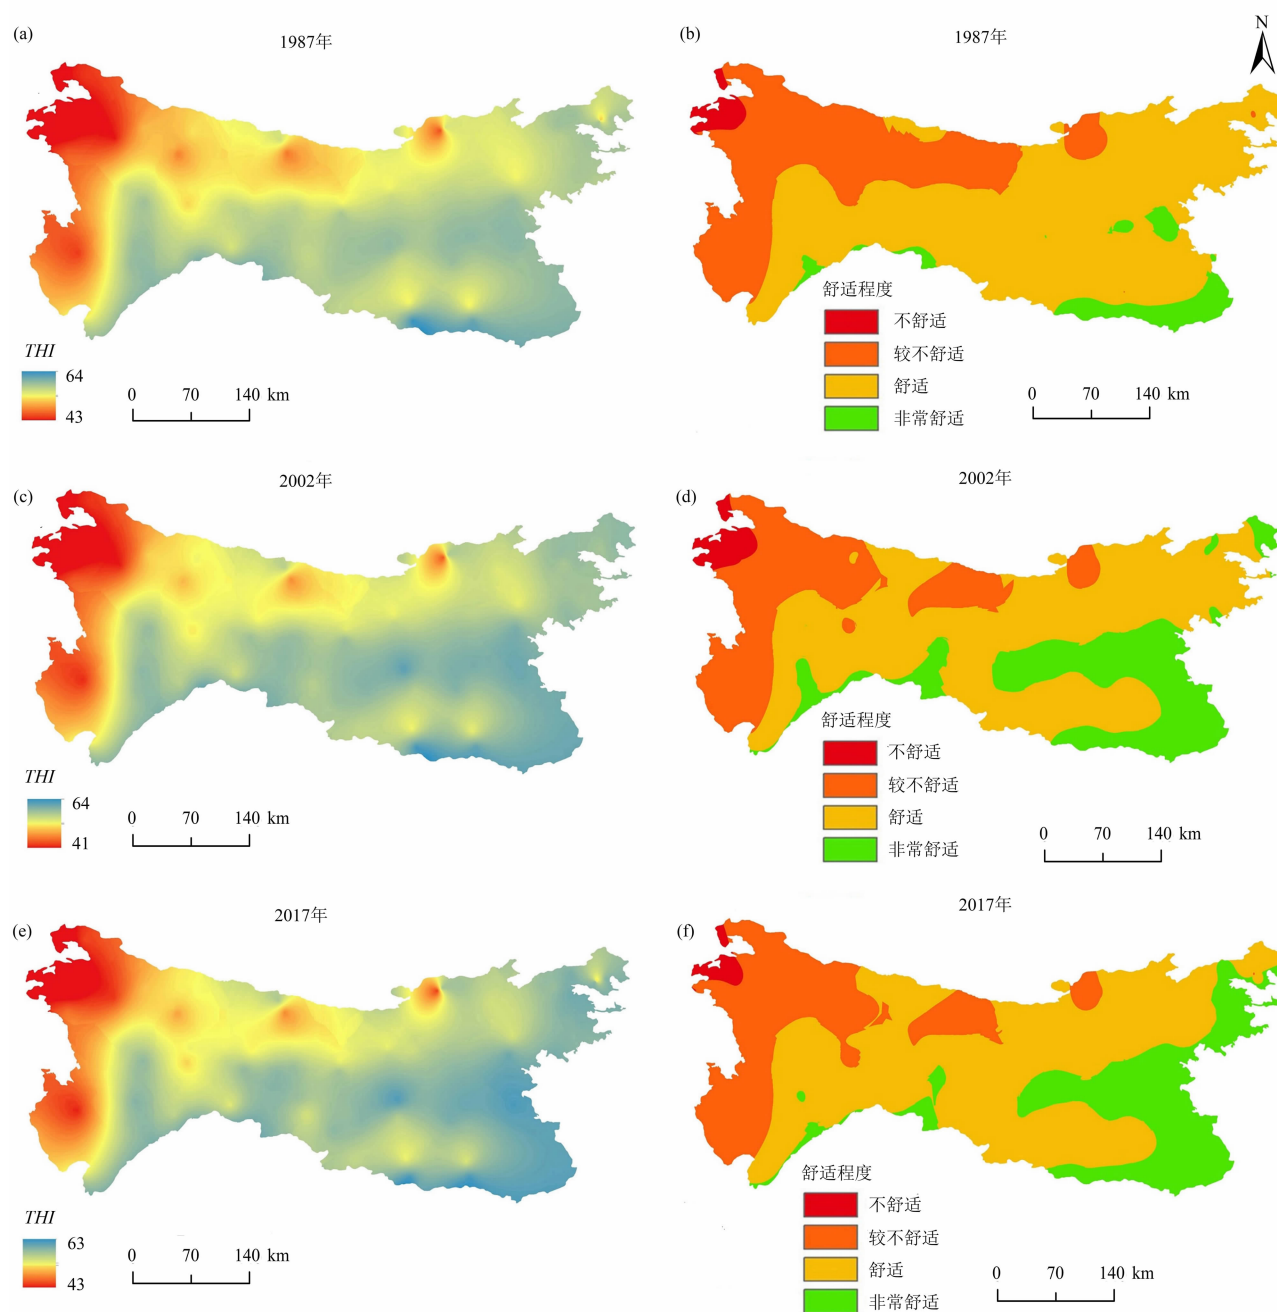 (a)
1987年
THI
64
43
0 70 140 km
(b)
1987年
N
舒适程度
不舒适
较不舒适
舒适
非常舒适
0 70 140 km
(c)
2002年
THI
64
41
0 70 140 km
(d)
2002年
舒适程度
不舒适
较不舒适
舒适
非常舒适
0 70 140 km
(e)
2017年
THI
63
43
0 70 140 km
(f)
2017年
舒适程度
不舒适
较不舒适
舒适
非常舒适
0 70 140 km